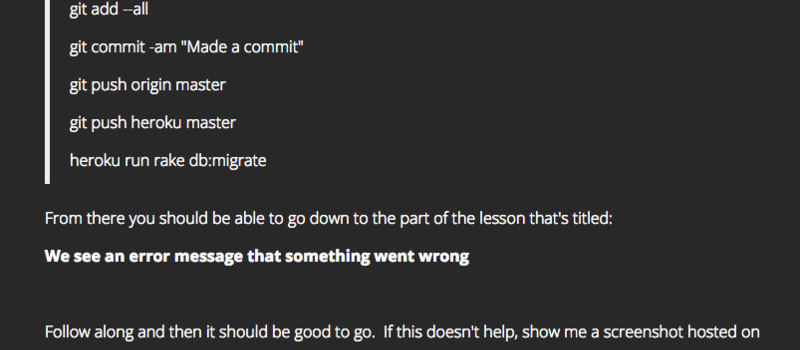 git add --all
git commit -am "Made a commit"
git push origin master
git push heroku master
heroku run rake db:migrate
From there you should be able to go down to the part of the lesson that's titled:
We see an error message that something went wrong
Follow along and then it should be good to go.  If this doesn't help, show me a screenshot hosted on